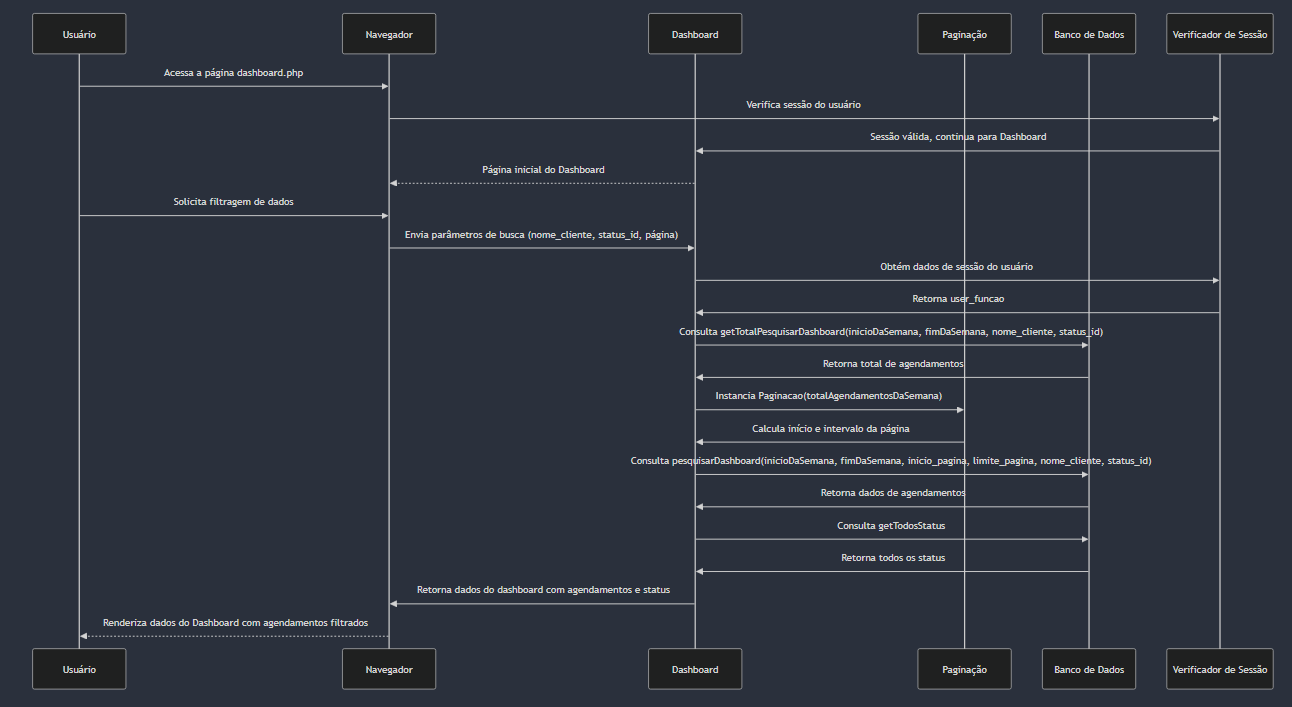 Usuário
Navegador
Dashboard
Paginação
Banco de Dados
Verificador de Sessão
Acessa a página dashboard.php
Verifica sessão do usuário
Sessão válida, continua para Dashboard
Página inicial do Dashboard
Solicita filtragem de dados
Envia parâmetros de busca (nome_cliente, status_id, página)
Obtém dados de sessão do usuário
Retorna user_funcao
Consulta getTotalPesquisarDashboard(inicioDaSemana, fimDaSemana, nome_cliente, status_id)
Retorna total de agendamentos
Instancia Paginacao(totalAgendamentosDaSemana)
Calcula início e intervalo da página
Consulta pesquisarDashboard(inicioDaSemana, fimDaSemana, inicio_pagina, limite_pagina, nome_cliente, status_id)
Retorna dados de agendamentos
Consulta getTodosStatus
Retorna todos os status
Retorna dados do dashboard com agendamentos e status
Renderiza dados do Dashboard com agendamentos filtrados
Usuário
Navegador
Dashboard
Paginação
Banco de Dados
Verificador de Sessão